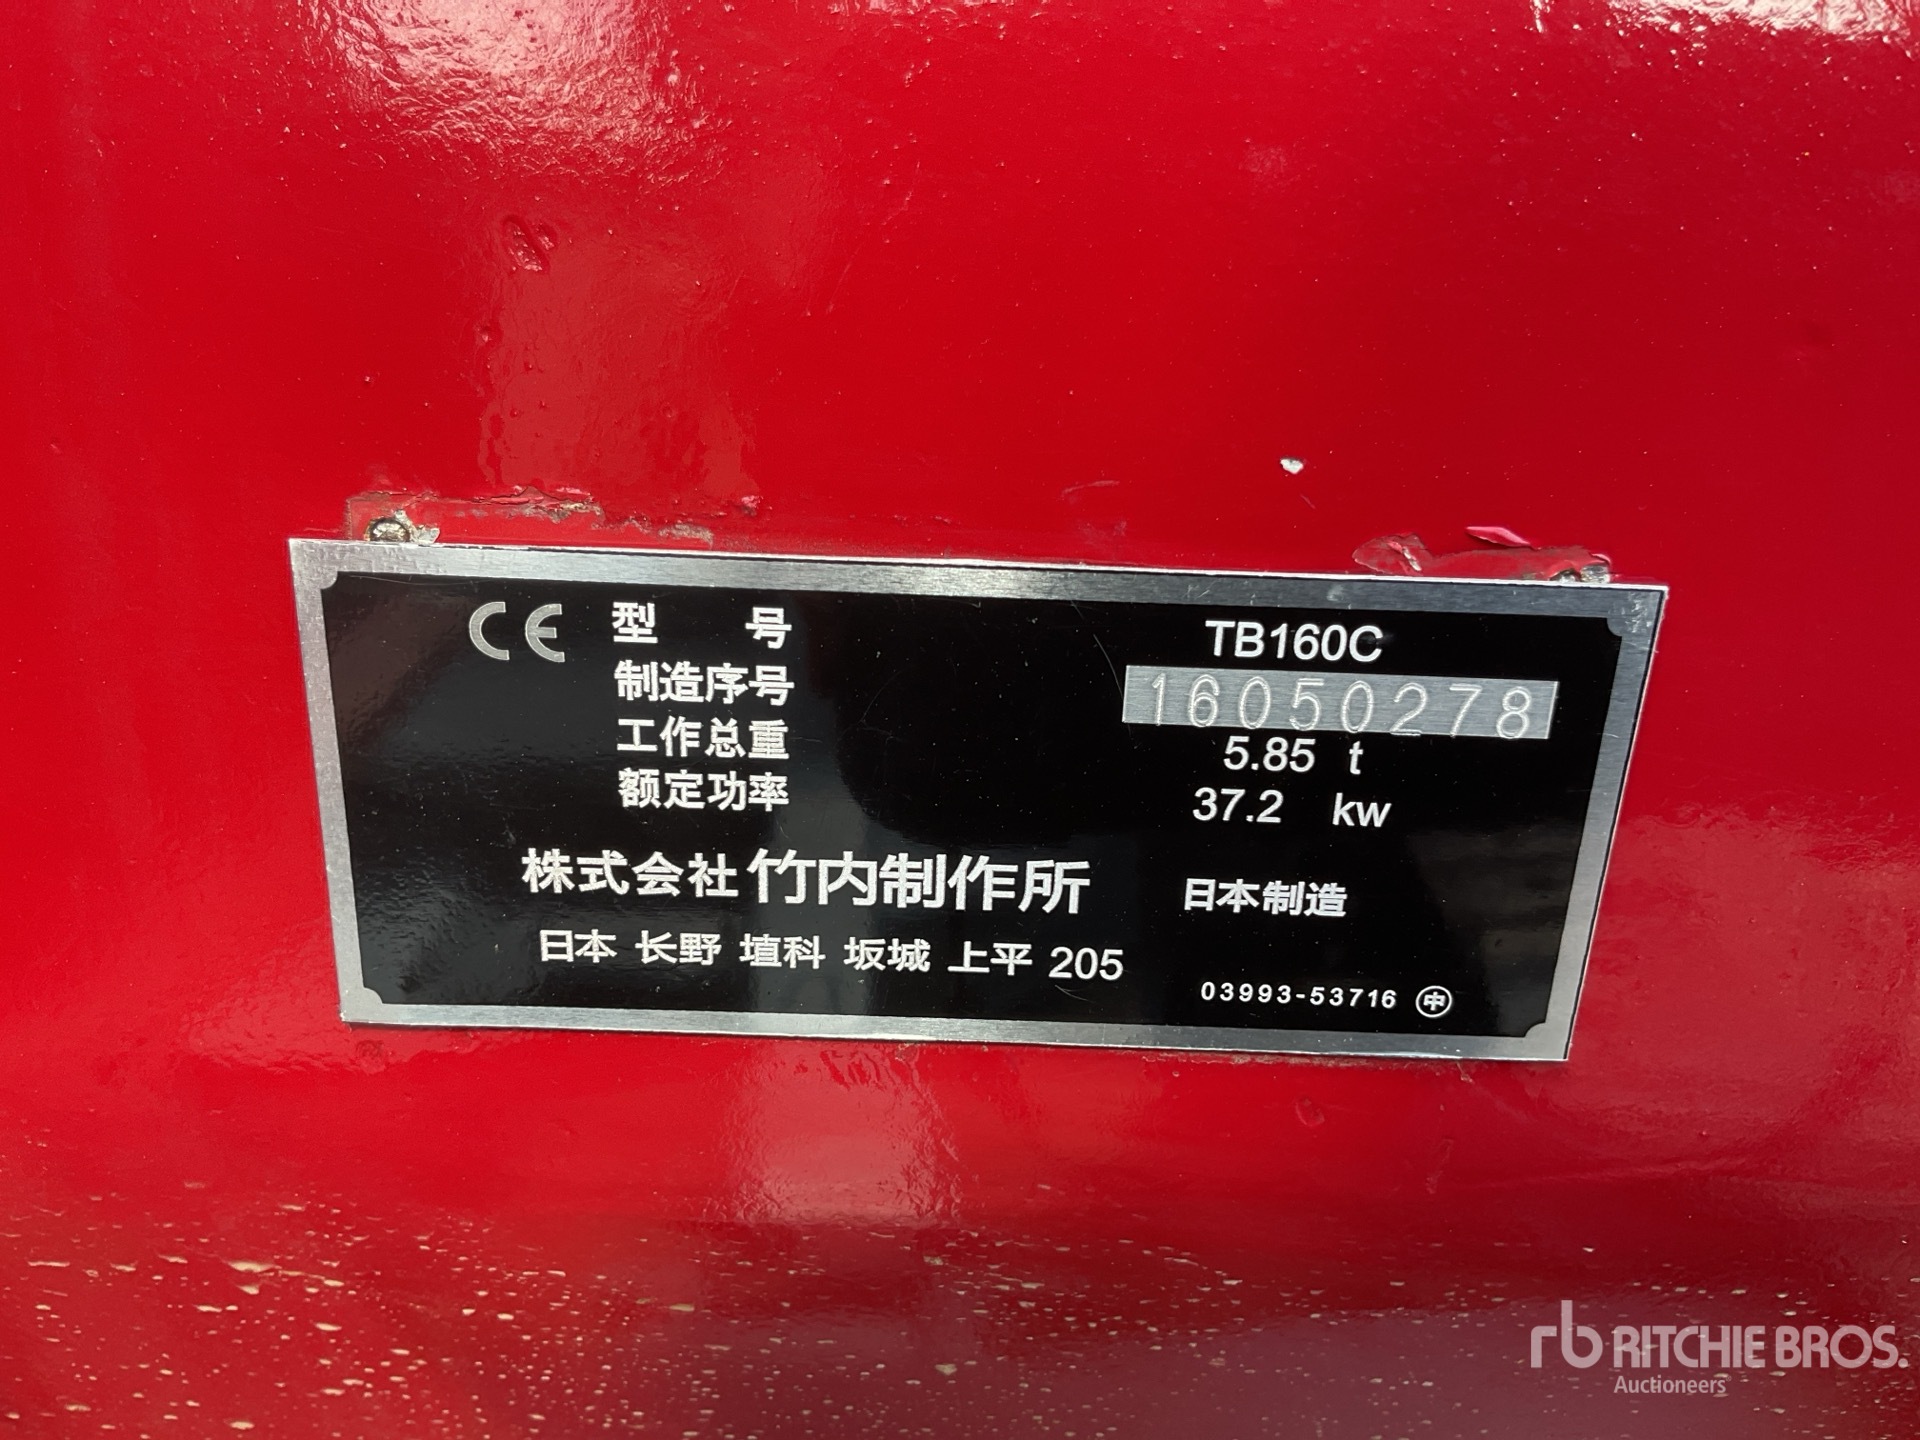 CE 型 号 TB160C
制造序号 16050278
工作总重 5.85 t
额定功率 37.2 kw
株式会社 竹内制作所 日本制造
日本 长野 埴科 坂城 上平 205
03993-53716 中
rb RITCHIE BROS.
Auctioneers